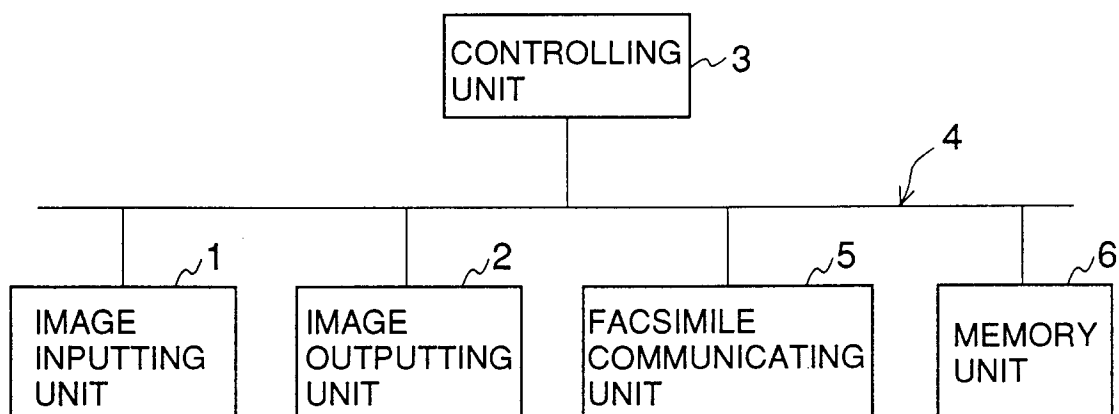 CONTROLLING
UNIT
3
4
1
2
5
6
IMAGE
INPUTTING
UNIT
IMAGE
OUTPUTTING
UNIT
FACSIMILE
COMMUNICATING
UNIT
MEMORY
UNIT